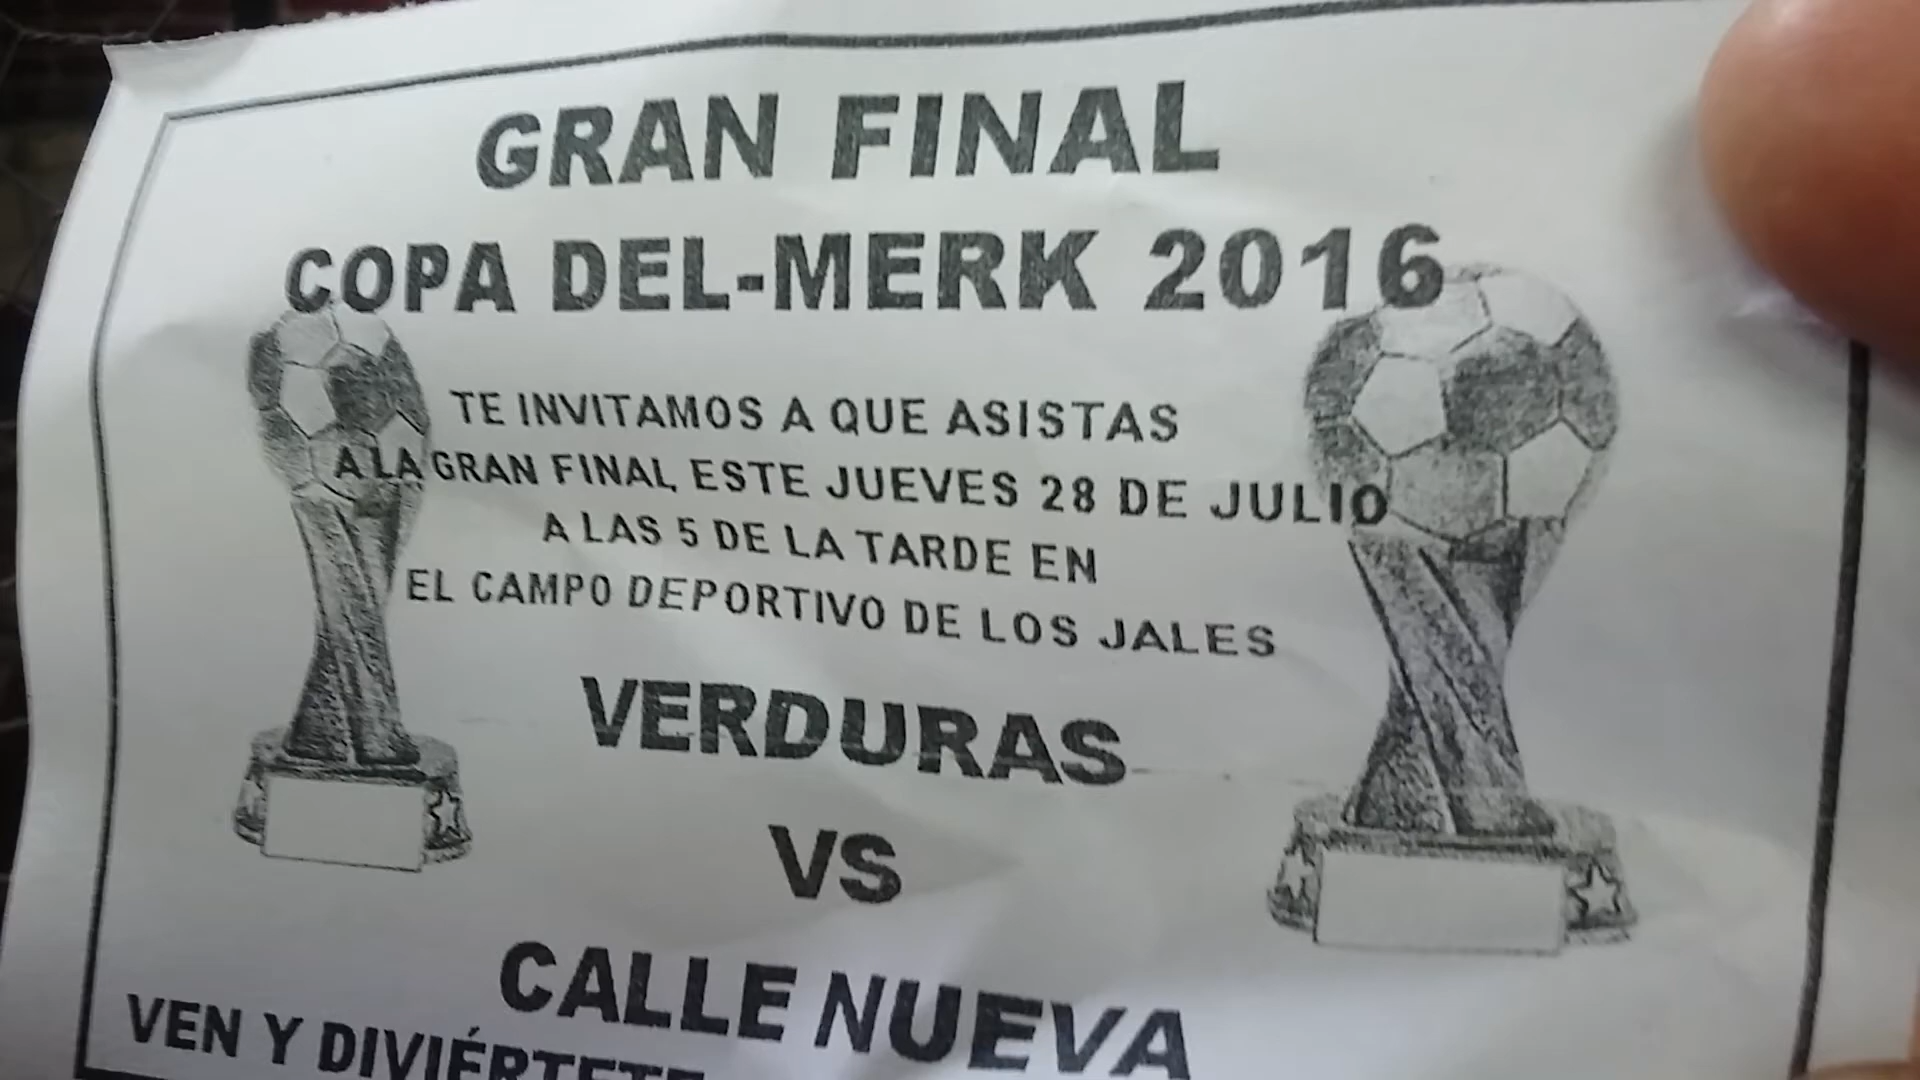 GRAN FINAL
COPA DEL-MERK 2016
TE INVITAMOS A QUE ASISTAS
A LA GRAN FINAL ESTE JUEVES 28 DE JULIO
A LAS 5 DE LA TARDE EN
EL CAMPO DEPORTIVO DE LOS JALES
VERDURAS
VS
CALLE NUEVA
VEN Y DIVIÉRTETE